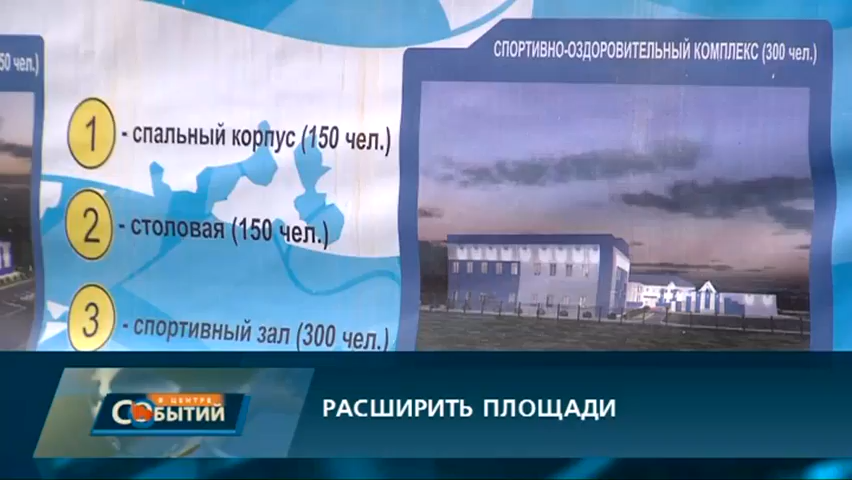 50 чел.)
СПОРТИВНО-ОЗДОРОВИТЕЛЬНЫЙ КОМПЛЕКС (300 чел.)
1 - спальный корпус (150 чел.)
2 - столовая (150 чел.)
3 - спортивный зал (300 чел.)
В ЦЕНТРЕ
СОБЫТИЙ
РАСШИРИТЬ ПЛОЩАДИ